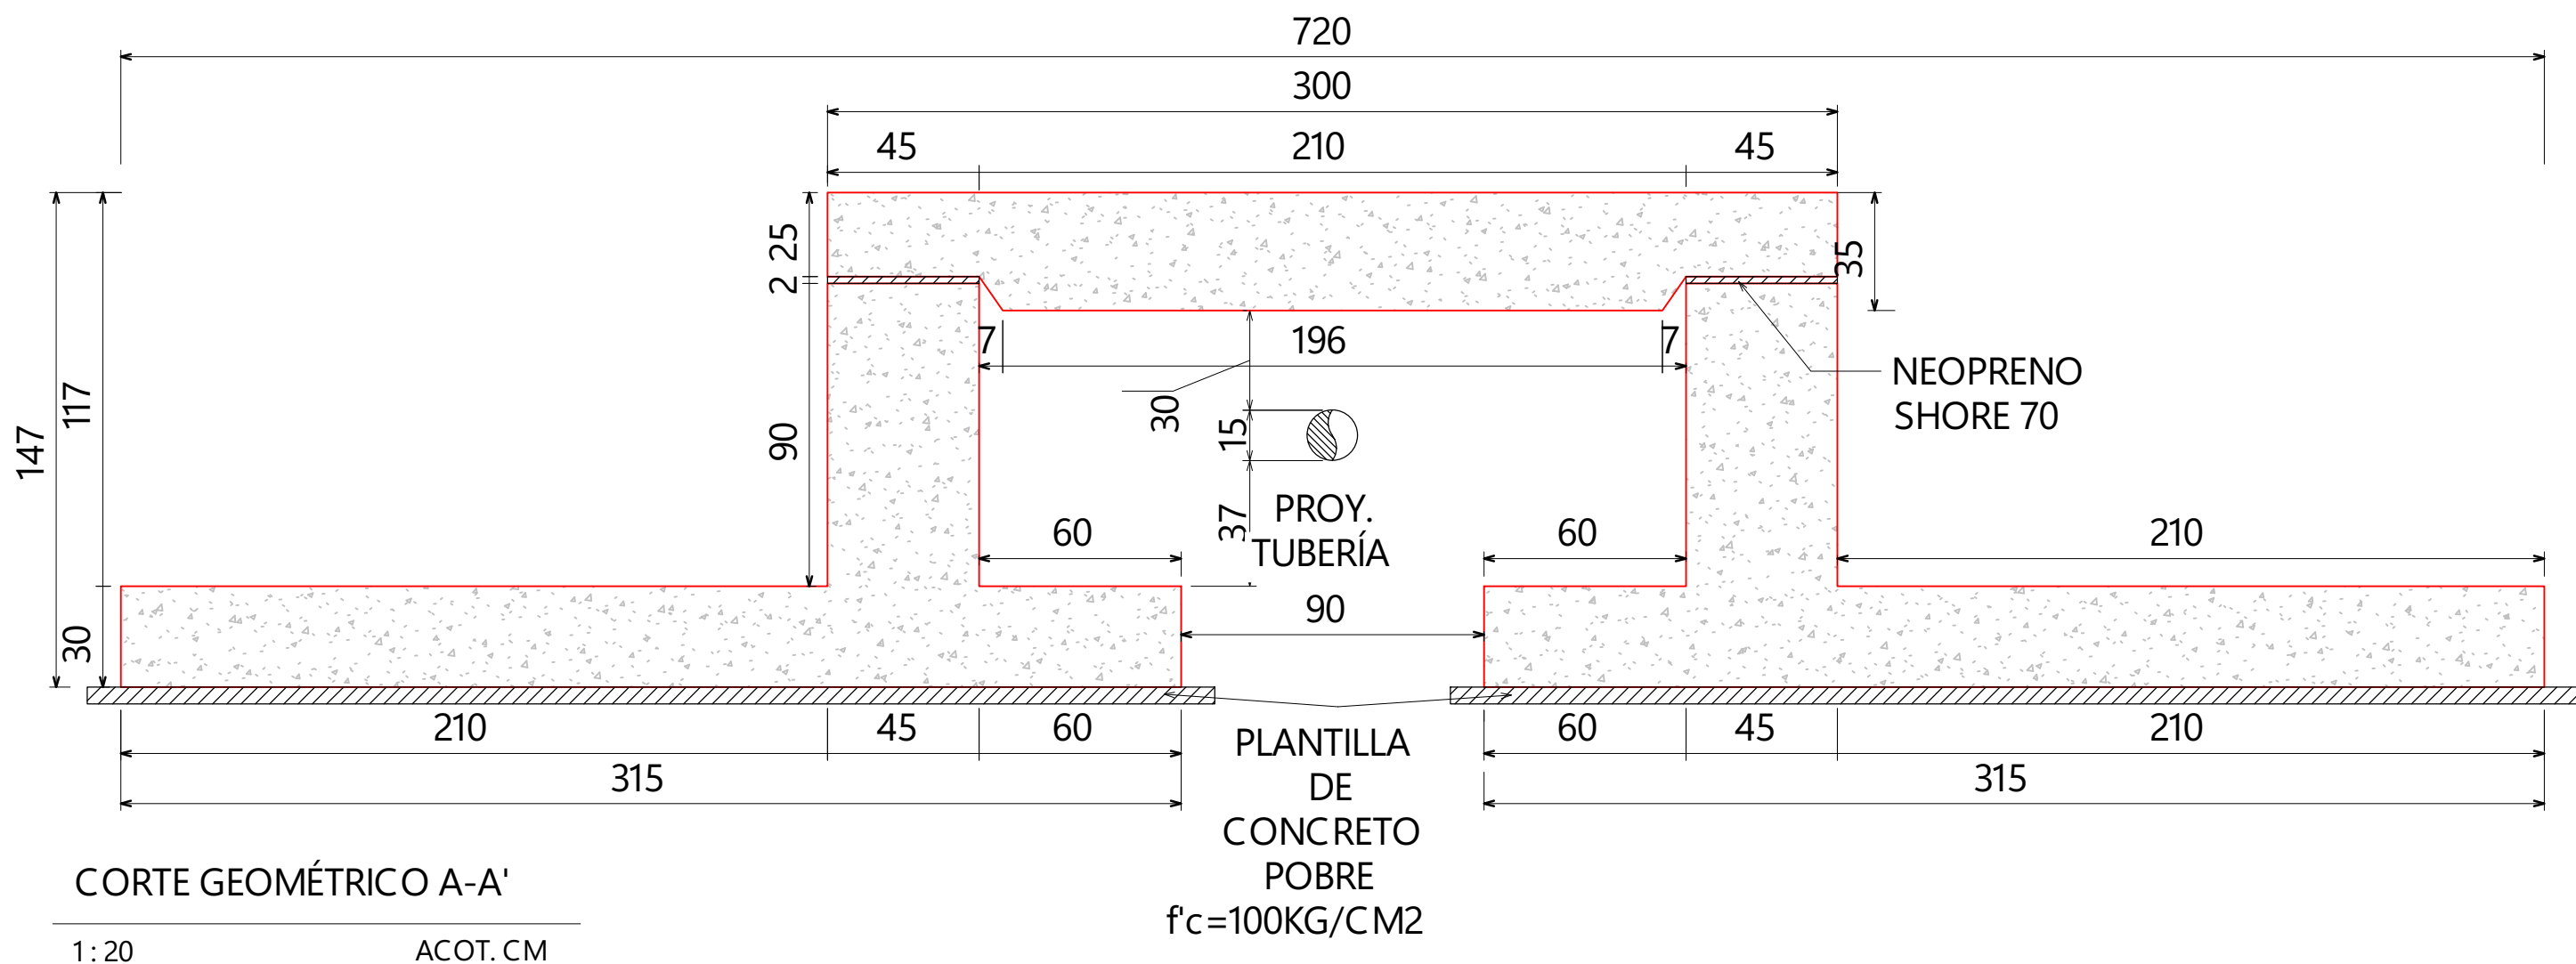 720
300
45 210 45
25
2
35
7 196 7
NEOPRENO
SHORE 70
117
147
30
15
90
37
PROY.
TUBERÍA
60 60 210
90
30
210 45 60 60 45 210
315 315
PLANTILLA
DE
CONCRETO
POBRE
f'c=100KG/CM2
CORTE GEOMÉTRICO A-A'
1 : 20 ACOT. CM